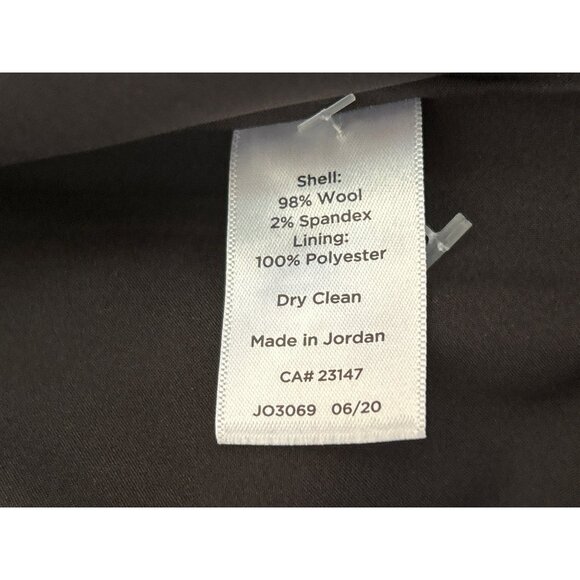 Shell:
98% Wool
2% Spandex
Lining:
100% Polyester
Dry Clean
Made in Jordan
CA# 23147
JO3069 06/20